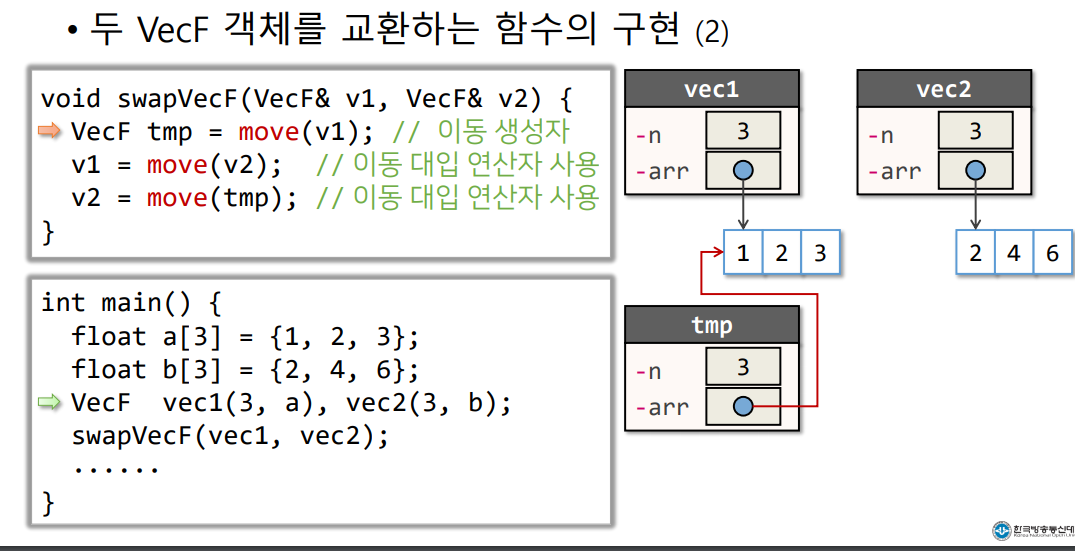 • 두 VecF 객체를 교환하는 함수의 구현 (2)
void swapVecF(VecF& v1, VecF& v2) {
VecF tmp = move(v1); // 이동 생성자
v1 = move(v2); // 이동 대입 연산자 사용
v2 = move(tmp); // 이동 대입 연산자 사용
}
int main() {
float a[3] = {1, 2, 3};
float b[3] = {2, 4, 6};
VecF vec1(3, a), vec2(3, b);
swapVecF(vec1, vec2);
......
}
vec1
-n 3
-arr
1 2 3
vec2
-n 3
-arr
2 4 6
tmp
-n 3
-arr
한국방송통신대
Korea National Open Uni